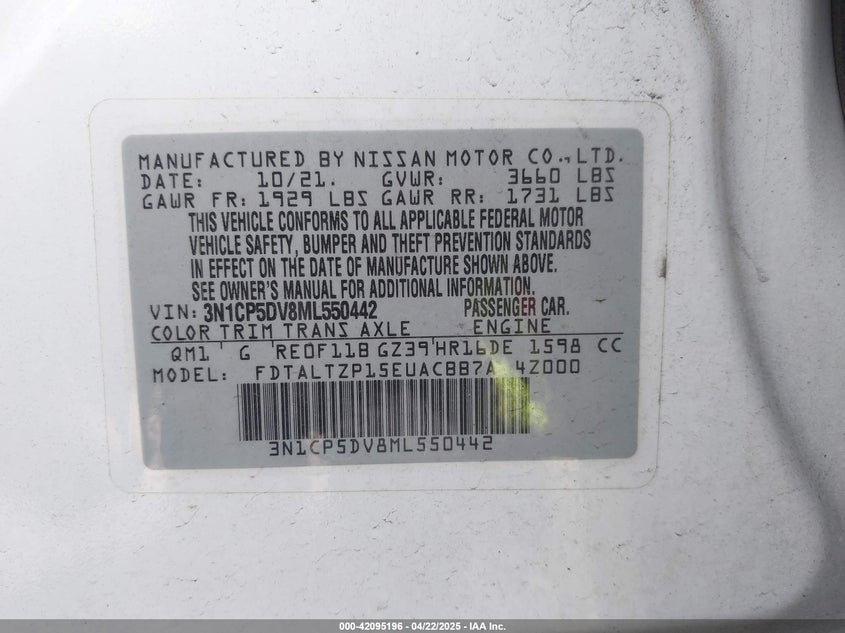 MANUFACTURED BY NISSAN MOTOR CO., LTD.
DATE: 10/21. GVWR: 3660 LBS
GAWR FR: 1929 LBS GAWR RR: 1731 LBS
THIS VEHICLE CONFORMS TO ALL APPLICABLE FEDERAL MOTOR
VEHICLE SAFETY, BUMPER AND THEFT PREVENTION STANDARDS
IN EFFECT ON THE DATE OF MANUFACTURE SHOWN ABOVE.
SEE OWNER'S MANUAL FOR ADDITIONAL INFORMATION.
VIN: 3N1CP5DV8ML550442 PASSENGER CAR.
COLOR TRIM TRANS AXLE ENGINE
QM1 G RE0F11B GZ39 HR16DE 1598 CC
MODEL: FDTALTZP15EUACBB7A 4Z000
3N1CP5DV8ML550442
000-42095196 - 04/22/2025 - IAA Inc.